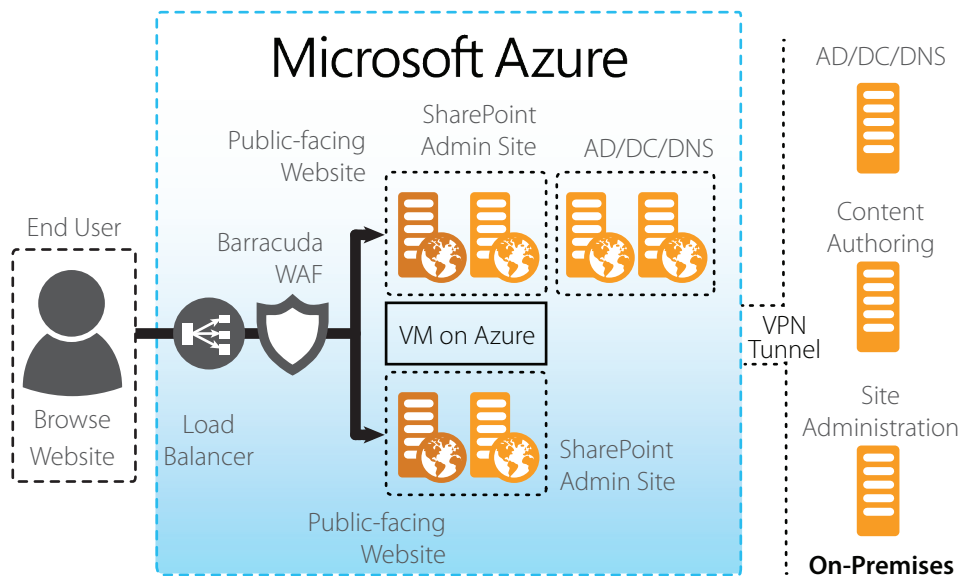 Microsoft Azure
End User
Browse
Website
Load
Balancer
Barracuda
WAF
Public-facing
Website
SharePoint
Admin Site
AD/DC/DNS
VM on Azure
SharePoint
Admin Site
Public-facing
Website
VPN
Tunnel
AD/DC/DNS
Content
Authoring
Site
Administration
On-Premises